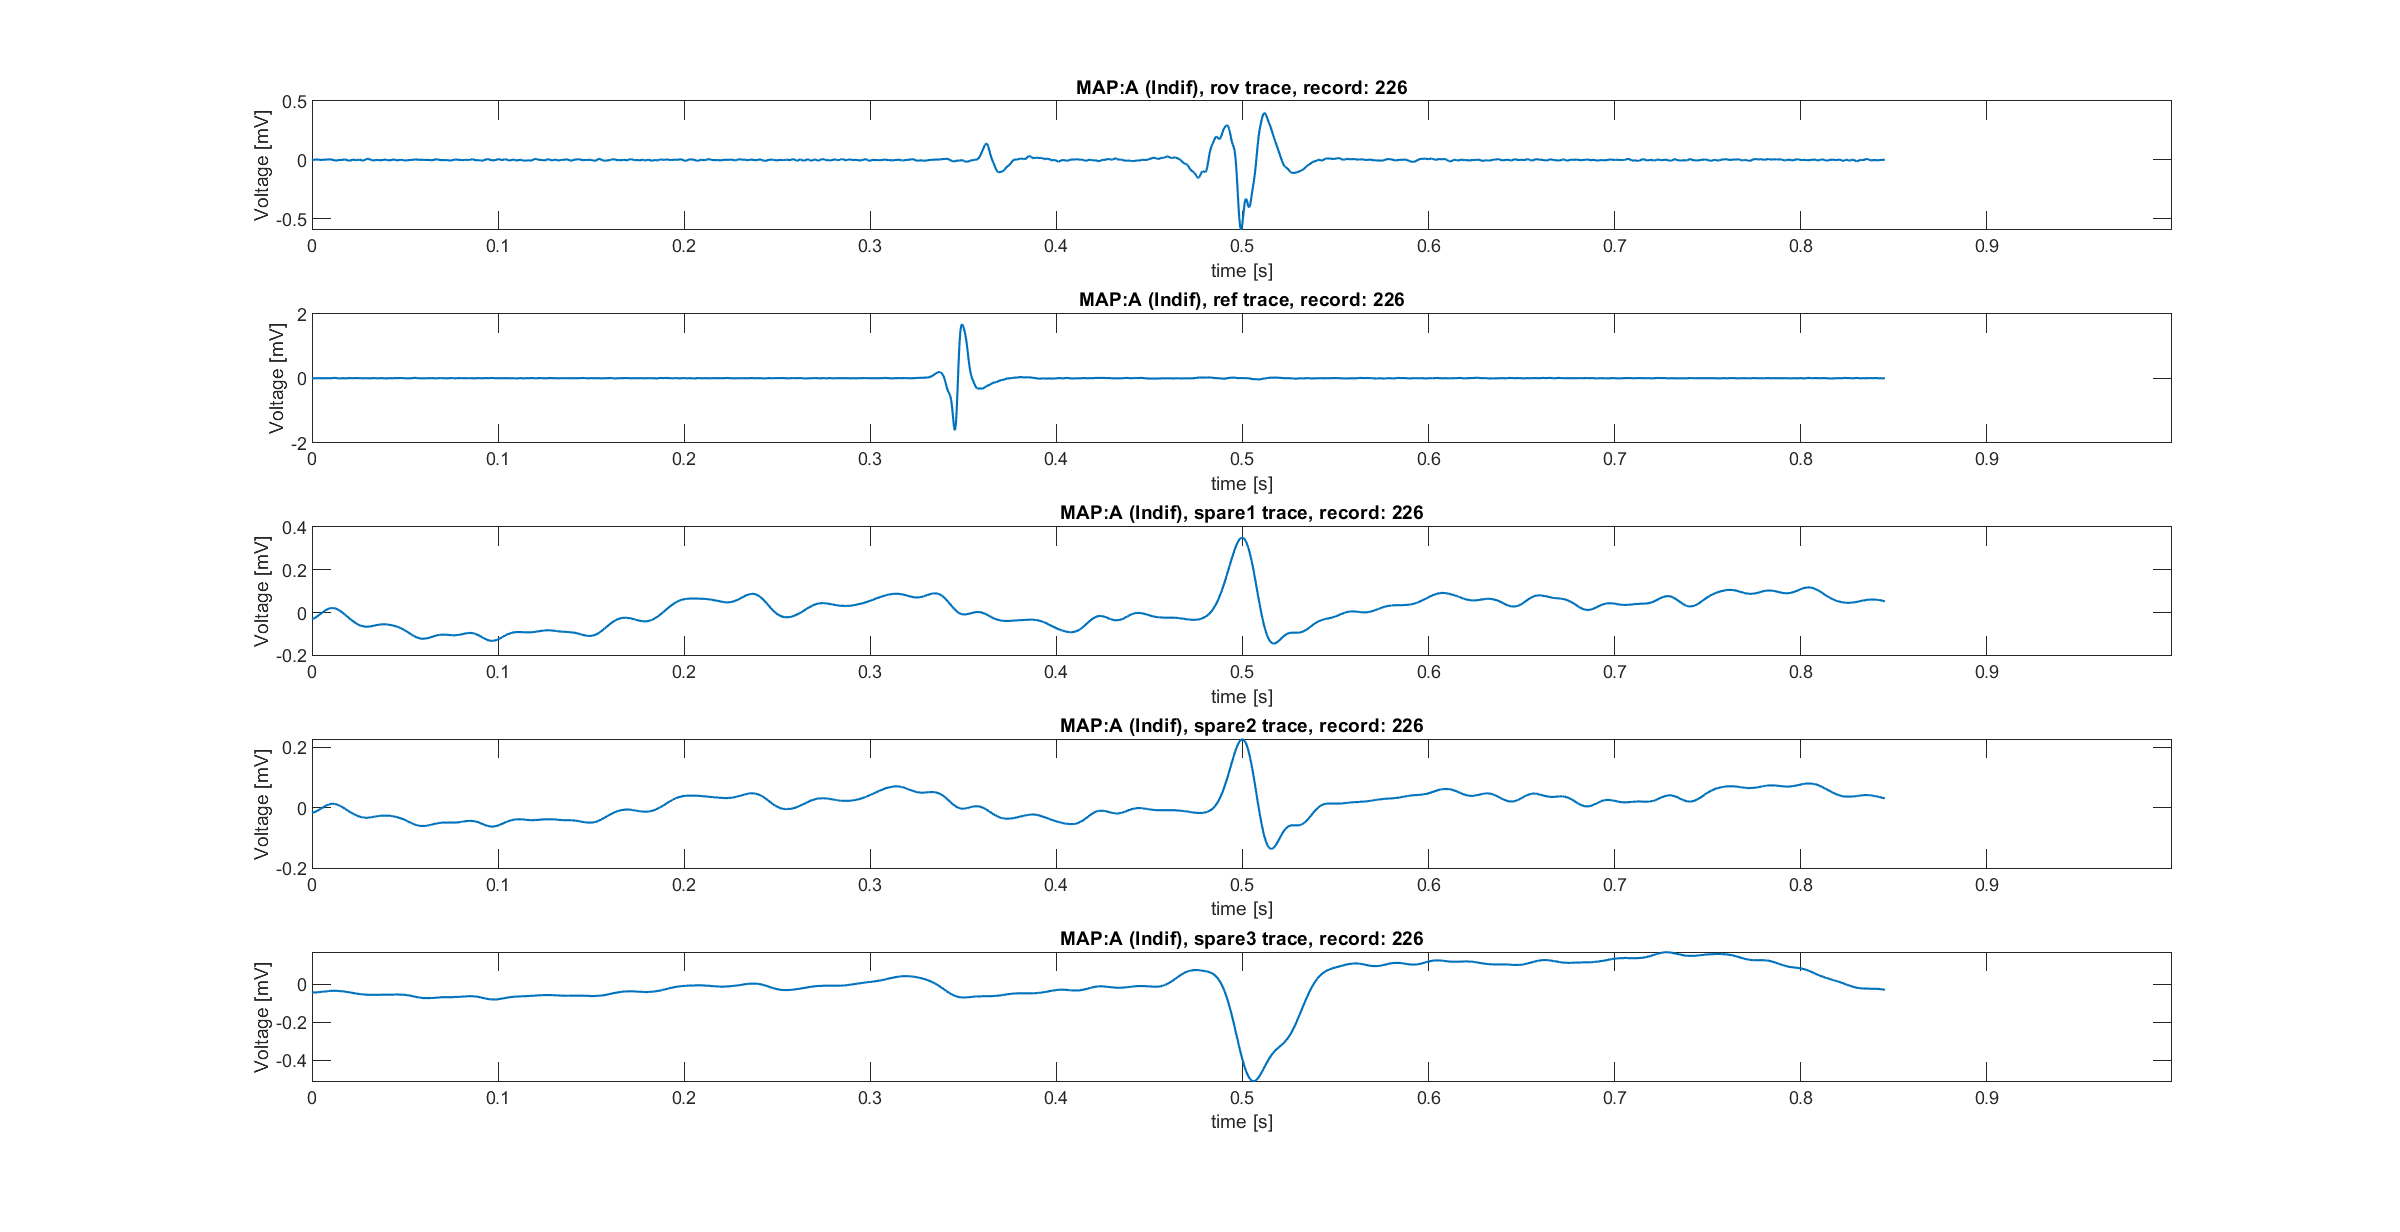 MAP:A (Indif), rov trace, record: 226
Voltage [mV]
0.5
0
-0.5
0 0.1 0.2 0.3 0.4 0.5 0.6 0.7 0.8 0.9
time [s]
MAP:A (Indif), ref trace, record: 226
Voltage [mV]
2
0
-2
0 0.1 0.2 0.3 0.4 0.5 0.6 0.7 0.8 0.9
time [s]
MAP:A (Indif), spare1 trace, record: 226
Voltage [mV]
0.4
0.2
0
-0.2
0 0.1 0.2 0.3 0.4 0.5 0.6 0.7 0.8 0.9
time [s]
MAP:A (Indif), spare2 trace, record: 226
Voltage [mV]
0.2
0
-0.2
0 0.1 0.2 0.3 0.4 0.5 0.6 0.7 0.8 0.9
time [s]
MAP:A (Indif), spare3 trace, record: 226
Voltage [mV]
0
-0.2
-0.4
0 0.1 0.2 0.3 0.4 0.5 0.6 0.7 0.8 0.9
time [s]